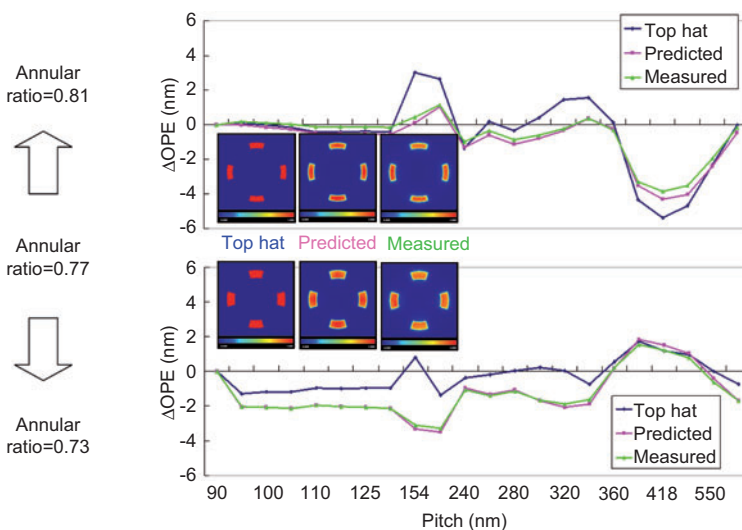 Annular
ratio=0.81
Annular
ratio=0.77
Annular
ratio=0.73
6
4
2
0
-2
-4
-6
ΔOPE (nm)
Top hat
Predicted
Measured
Top hat Predicted Measured
6
4
2
0
-2
-4
-6
ΔOPE (nm)
Top hat
Predicted
Measured
90 100 110 125 154 240 280 320 360 418 550
Pitch (nm)